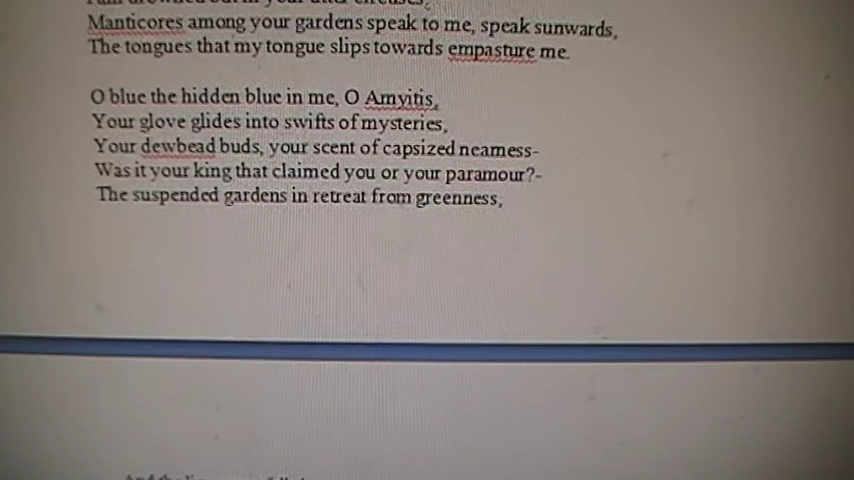 Manticores among your gardens speak to me, speak sunwards,
The tongues that my tongue slips towards empasture me.
O blue the hidden blue in me, O Amyitis,
Your glove glides into swifts of mysteries,
Your dewbead buds, your scent of capsized nearness-
Was it your king that claimed you or your paramour?-
The suspended gardens in retreat from greenness,